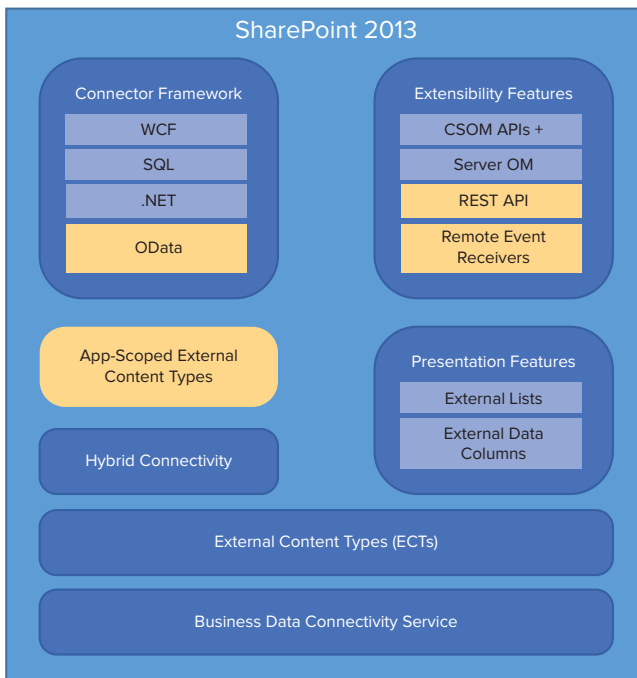 SharePoint 2013
Connector Framework
WCF
SQL
.NET
OData
Extensibility Features
CSOM APIs +
Server OM
REST API
Remote Event
Receivers
App-Scoped External
Content Types
Hybrid Connectivity
Presentation Features
External Lists
External Data
Columns
External Content Types (ECTs)
Business Data Connectivity Service